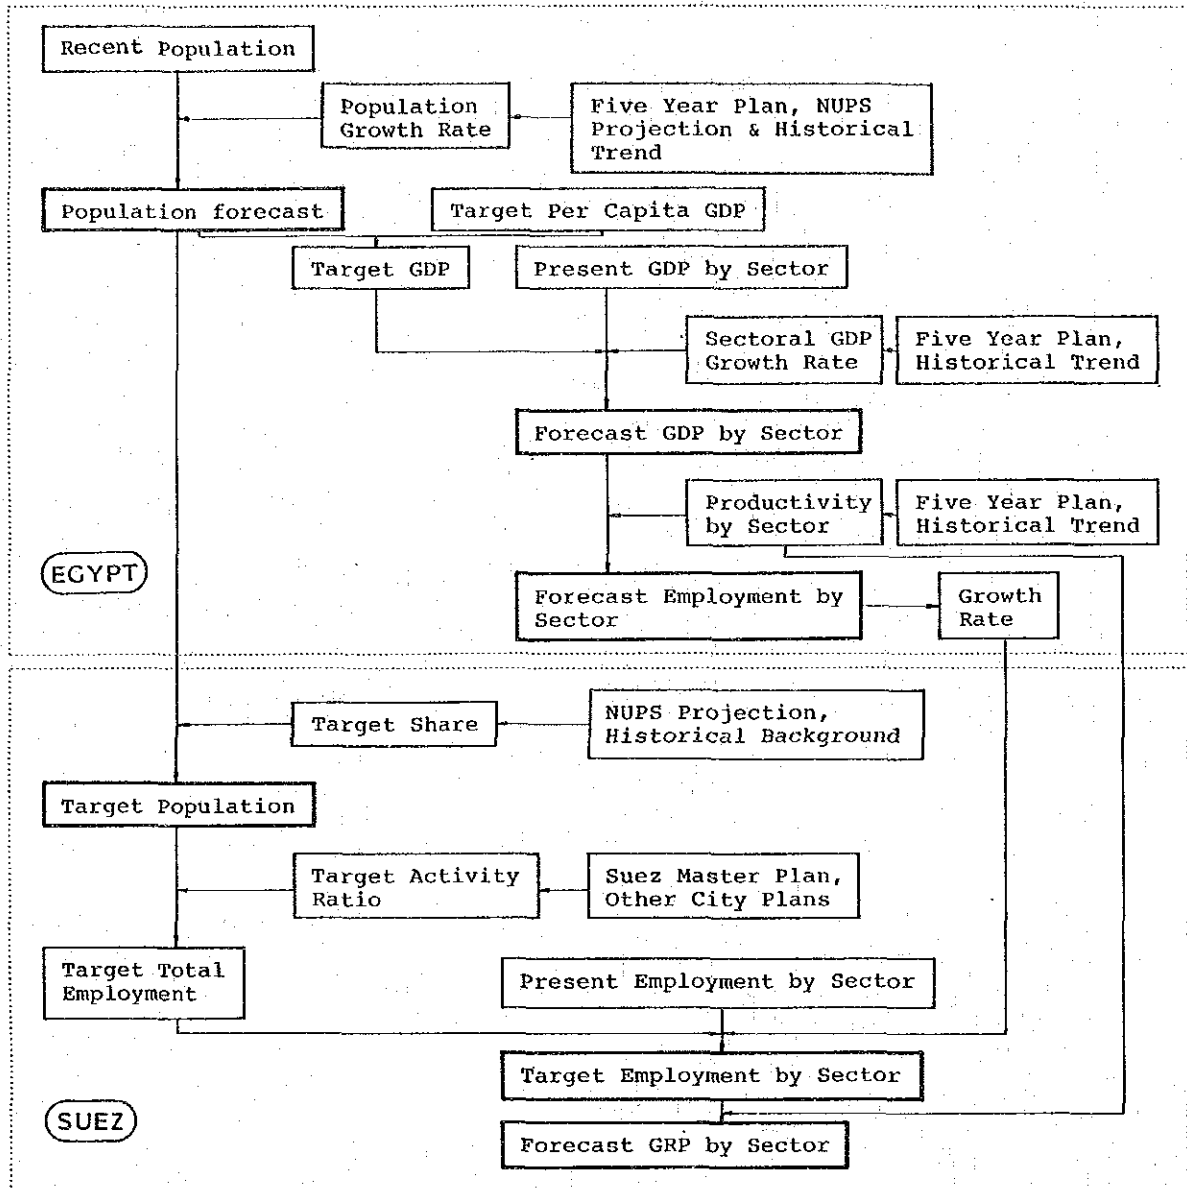 Recent Population
Population
Growth Rate
Five Year Plan, NUPS
Projection & Historical
Trend
Population forecast
Target Per Capita GDP
Target GDP
Present GDP by Sector
Sectoral GDP
Growth Rate
Five Year Plan,
Historical Trend
Forecast GDP by Sector
Productivity
by Sector
Five Year Plan,
Historical Trend
EGYPT
Forecast Employment by
Sector
Growth
Rate
Target Share
NUPS Projection,
Historical Background
Target Population
Target Activity
Ratio
Suez Master Plan,
Other City Plans
Target Total
Employment
Present Employment by Sector
Target Employment by Sector
SUEZ
Forecast GRP by Sector